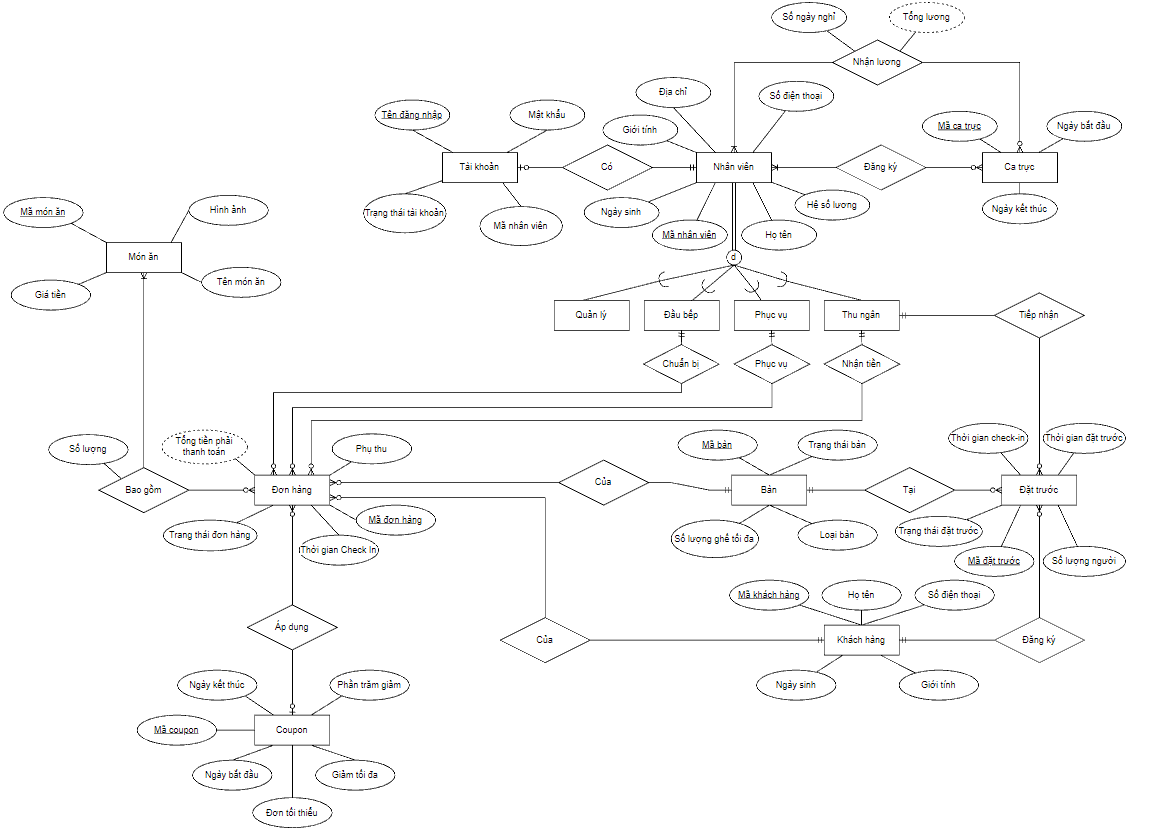 Số ngày nghỉ
Tổng lương
Nhận lương
Địa chỉ
Số điện thoại
Tên đăng nhập
Mật khẩu
Giới tính
Mã ca trực
Ngày bắt đầu
Tài khoản
Có
Nhân viên
Đăng ký
Ca trực
Trạng thái tài khoản
Mã nhân viên
Ngày sinh
Hệ số lương
Ngày kết thúc
Mã nhân viên
Họ tên
Mã món ăn
Hình ảnh
Món ăn
d
Giá tiền
Tên món ăn
Quản lý
Đầu bếp
Phục vụ
Thu ngân
Tiếp nhận
Chuẩn bị
Phục vụ
Nhận tiền
Số lượng
Tổng tiền phải
thanh toán
Phụ thu
Mã bàn
Trạng thái bàn
Thời gian check-in
Thời gian đặt trước
Bao gồm
Đơn hàng
Của
Bàn
Tại
Đặt trước
Trạng thái đơn hàng
Mã đơn hàng
Thời gian Check In
Số lượng ghế tối đa
Loại bàn
Trạng thái đặt trước
Mã đặt trước
Số lượng người
Mã khách hàng
Họ tên
Số điện thoại
Áp dụng
Của
Khách hàng
Đăng ký
Ngày kết thúc
Phần trăm giảm
Ngày sinh
Giới tính
Mã coupon
Coupon
Ngày bắt đầu
Giảm tối đa
Đơn tối thiểu